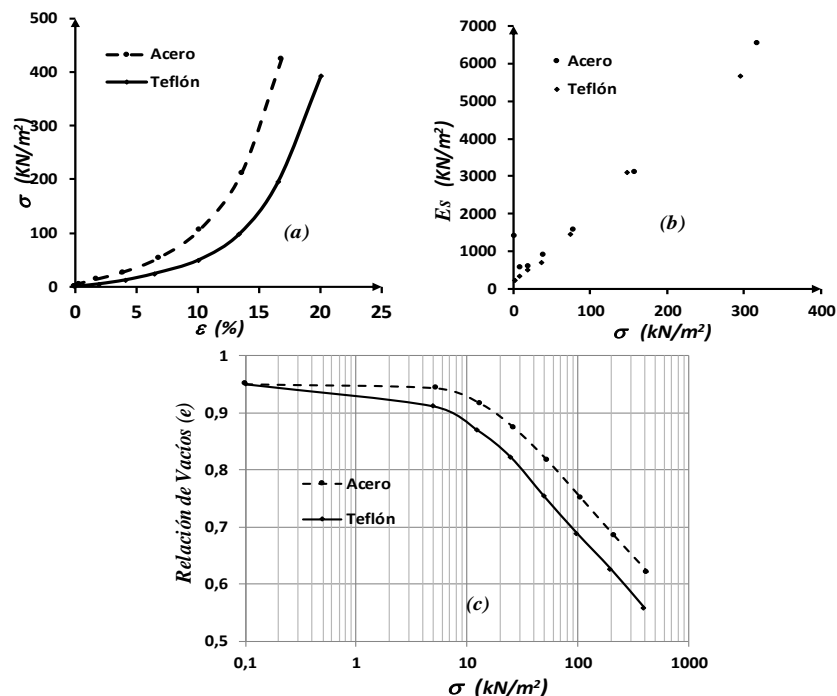 500
400
300
200
100
0
σ (KN/m²)
Acero
Teflón
(a)
0 5 10 15 20 25
ε (%)
7000
6000
5000
4000
3000
2000
1000
0
Es (KN/m²)
Acero
Teflón
(b)
0 100 200 300 400
σ (kN/m²)
1
0,9
0,8
0,7
0,6
0,5
Relación de Vacíos (e)
Acero
Teflón
(c)
0,1 1 10 100 1000
σ (kN/m²)